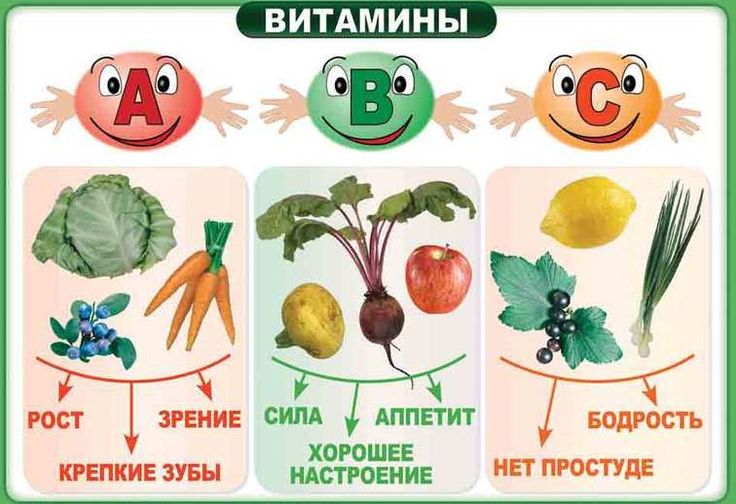 ВИТАМИНЫ
А
В
С
РОСТ
ЗРЕНИЕ
КРЕПКИЕ ЗУБЫ
СИЛА
АППЕТИТ
ХОРОШЕЕ
НАСТРОЕНИЕ
БОДРОСТЬ
НЕТ ПРОСТУДЕ